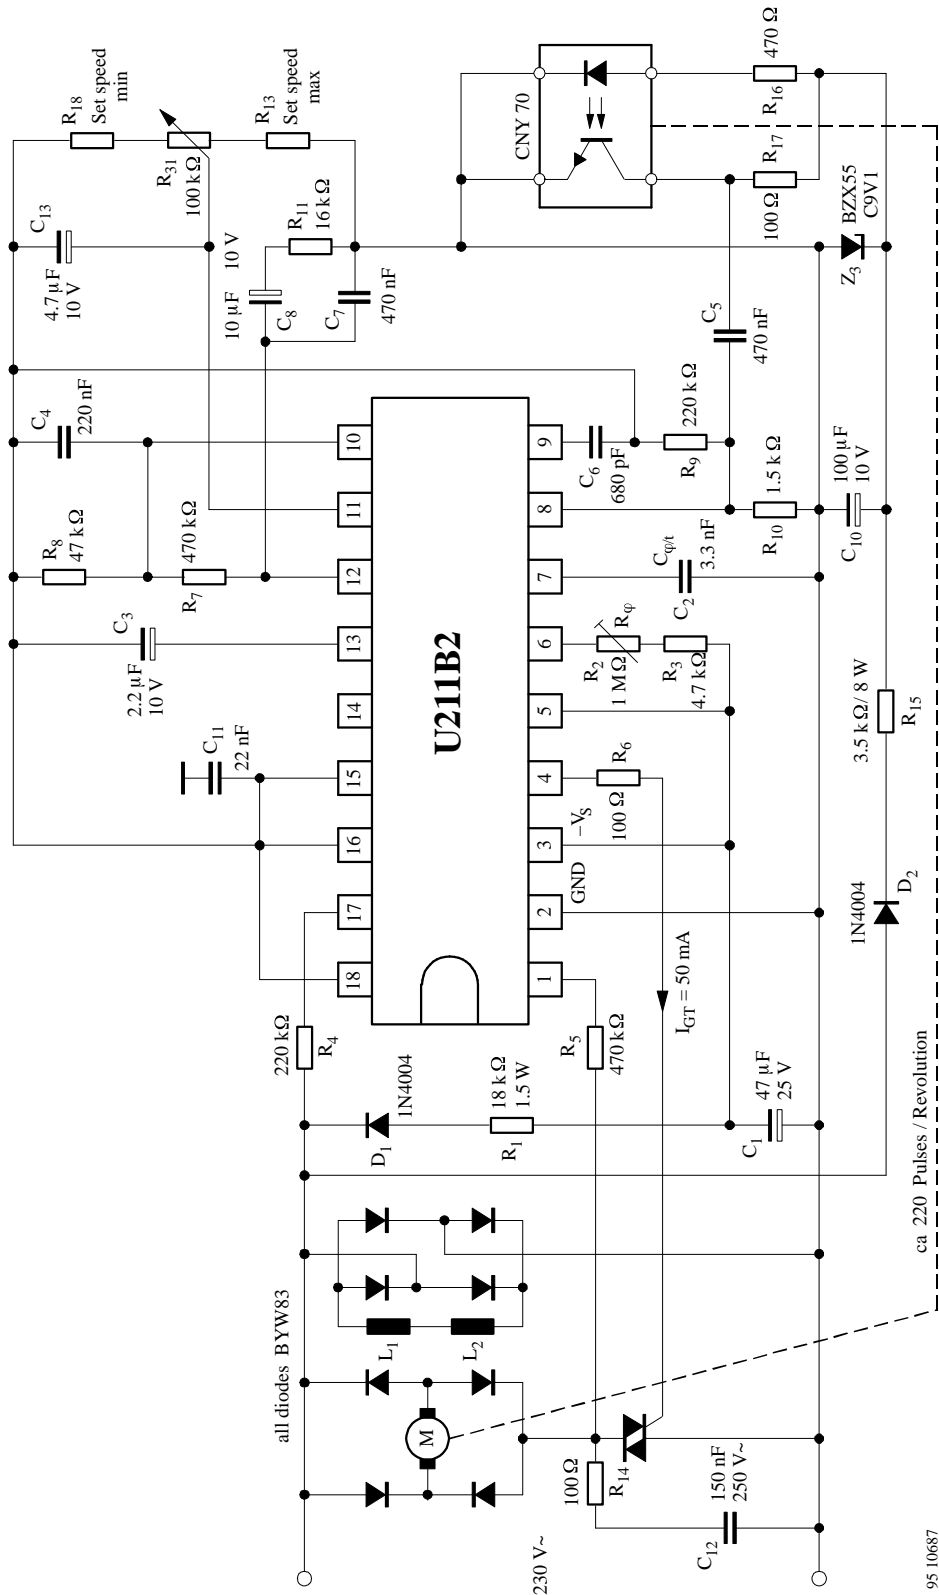 R18
Set speed
min
R31
100 kΩ
R13
Set speed
max
C13
4.7 µF
10 V
R11
16 kΩ
10 µF
10 V
C8
C7
470 nF
CNY 70
470 Ω
R16
R17
100 Ω
BZX55
C9V1
Z3
C4
220 nF
R8
47 kΩ
R7
470 kΩ
C3
2.2 µF
10 V
C11
22 nF
10
11
12
13
14
15
16
17
18
U211B2
9
8
7
6
5
4
3
2
1
–VS
GND
C6
680 pF
R9
220 kΩ
C5
470 nF
R10
1.5 kΩ
C10
100 µF
10 V
Cφ/t
C2
3.3 nF
R2
Rφ
1 MΩ
R3
4.7 kΩ
R6
100 Ω
3.5 kΩ/ 8 W
R15
1N4004
D2
IGT = 50 mA
220 kΩ
R4
R5
470 kΩ
D1
1N4004
18 kΩ
1.5 W
R1
C1
47 µF
25 V
all diodes BYW83
L1
L2
M
100 Ω
R14
150 nF
250 V~
C12
230 V~
ca 220 Pulses / Revolution
95 10687